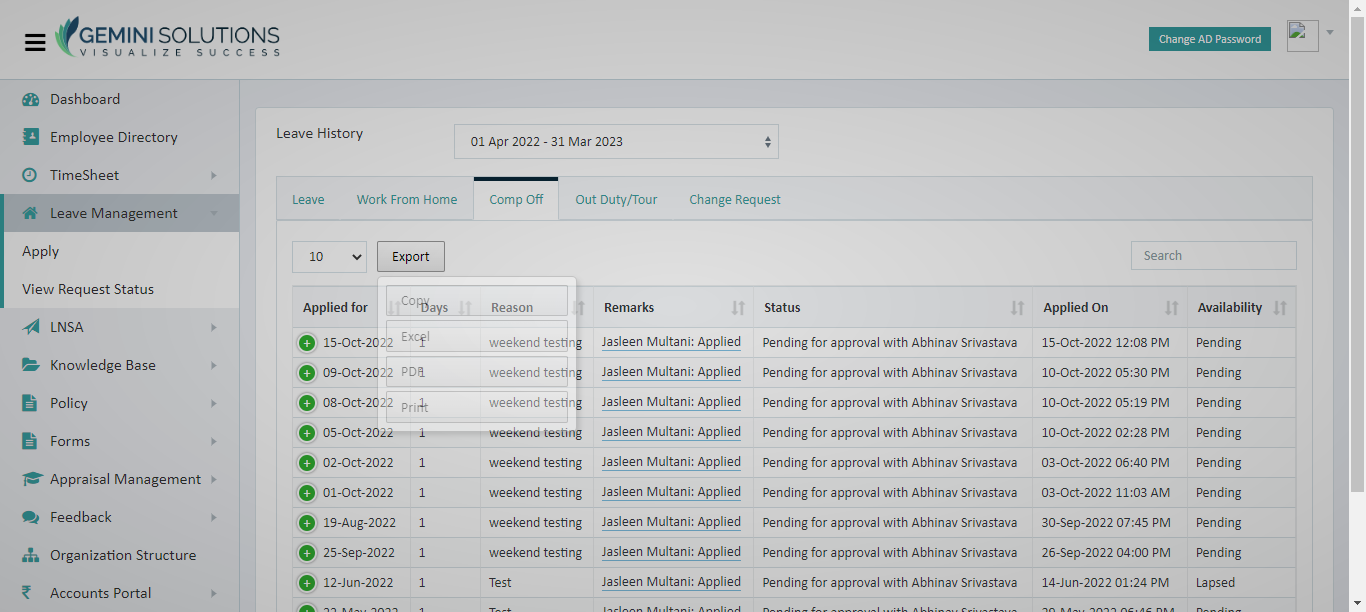 GEMINI SOLUTIONS
VISUALIZE SUCCESS
Change AD Password
Dashboard
Employee Directory
TimeSheet
Leave Management
Apply
View Request Status
LNSA
Knowledge Base
Policy
Forms
Appraisal Management
Feedback
Organization Structure
Accounts Portal
Leave History
01 Apr 2022 - 31 Mar 2023
Leave Work From Home Comp Off Out Duty/Tour Change Request
10 Export Search
Copy
Excel
PDF
Print
Applied for Days Reason Remarks Status Applied On Availability
15-Oct-2022 1 weekend testing Jasleen Multani: Applied Pending for approval with Abhinav Srivastava 15-Oct-2022 12:08 PM Pending
09-Oct-2022 1 weekend testing Jasleen Multani: Applied Pending for approval with Abhinav Srivastava 10-Oct-2022 05:30 PM Pending
08-Oct-2022 1 weekend testing Jasleen Multani: Applied Pending for approval with Abhinav Srivastava 10-Oct-2022 05:19 PM Pending
05-Oct-2022 1 weekend testing Jasleen Multani: Applied Pending for approval with Abhinav Srivastava 10-Oct-2022 02:28 PM Pending
02-Oct-2022 1 weekend testing Jasleen Multani: Applied Pending for approval with Abhinav Srivastava 03-Oct-2022 06:40 PM Pending
01-Oct-2022 1 weekend testing Jasleen Multani: Applied Pending for approval with Abhinav Srivastava 03-Oct-2022 11:03 AM Pending
19-Aug-2022 1 weekend testing Jasleen Multani: Applied Pending for approval with Abhinav Srivastava 30-Sep-2022 07:45 PM Pending
25-Sep-2022 1 weekend testing Jasleen Multani: Applied Pending for approval with Abhinav Srivastava 26-Sep-2022 04:00 PM Pending
12-Jun-2022 1 Test Jasleen Multani: Applied Pending for approval with Abhinav Srivastava 14-Jun-2022 01:24 PM Lapsed
22-May-2022 1 Test Jasleen Multani: Applied Pending for approval with Abhinav Srivastava